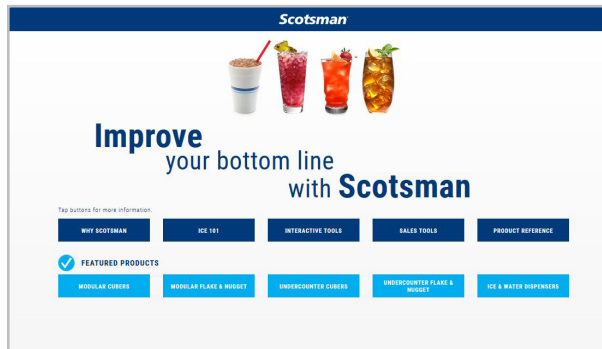 Scotsman
Improve
your bottom line
with Scotsman
Tap buttons for more information.
WHY SCOTSMAN
ICE 101
INTERACTIVE TOOLS
SALES TOOLS
PRODUCT REFERENCE
FEATURED PRODUCTS
MODULAR CUBERS
MODULAR FLAKE & NUGGET
UNDERCOUNTER CUBERS
UNDERCOUNTER FLAKE &
NUGGET
ICE & WATER DISPENSERS